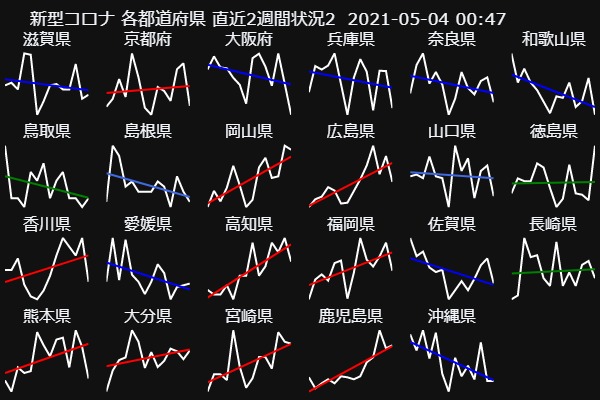 新型コロナ 各都道府県 直近2週間状況2 2021-05-04 00:47
滋賀県 京都府 大阪府 兵庫県 奈良県 和歌山県
鳥取県 島根県 岡山県 広島県 山口県 徳島県
香川県 愛媛県 高知県 福岡県 佐賀県 長崎県
熊本県 大分県 宮崎県 鹿児島県 沖縄県